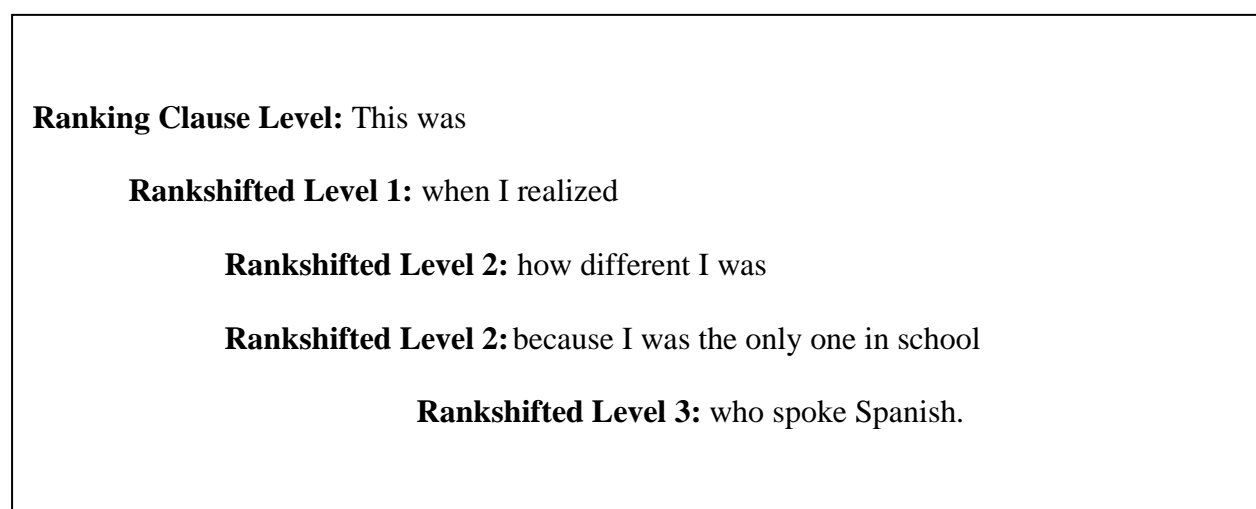 Ranking Clause Level: This was
Rankshifted Level 1: when I realized
Rankshifted Level 2: how different I was
Rankshifted Level 2: because I was the only one in school
Rankshifted Level 3: who spoke Spanish.